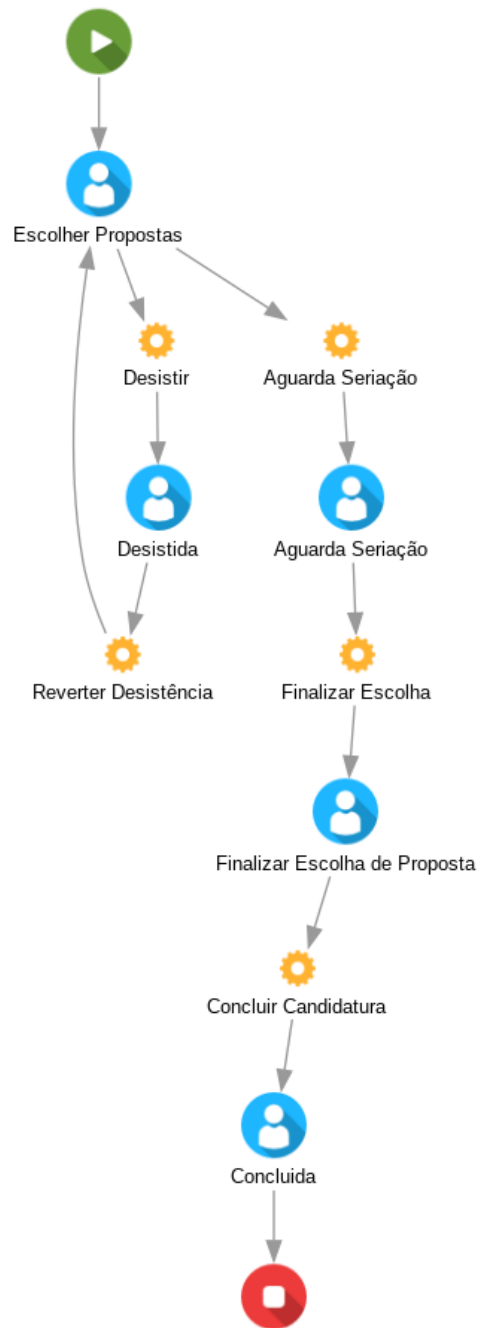 Escolher Propostas
Desistir
Aguarda Seriação
Desistida
Aguarda Seriação
Reverter Desistência
Finalizar Escolha
Finalizar Escolha de Proposta
Concluir Candidatura
Concluida